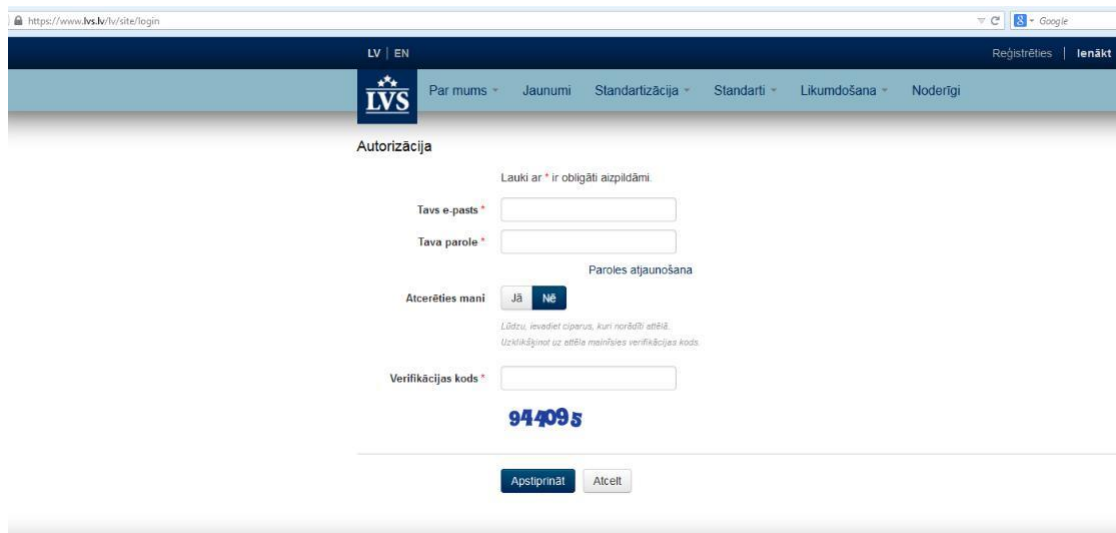 https://www.lvs.lv/lv/site/login Google
LV | EN Reģistrēties | Ienākt
LVS Par mums Jaunumi Standartizācija Standarti Likumdošana Noderīgi
Autorizācija
Lauki ar * ir obligāti aizpildāmi.
Tavs e-pasts *
Tava parole *
Paroles atjaunošana
Atcerēties mani Jā Nē
Lūdzu, ievadiet ciparus, kuri norādīti attēlā.
Uzklikšķinot uz attēla mainīsies verifikācijas kods.
Verifikācijas kods *
944095
Apstiprināt Atcelt